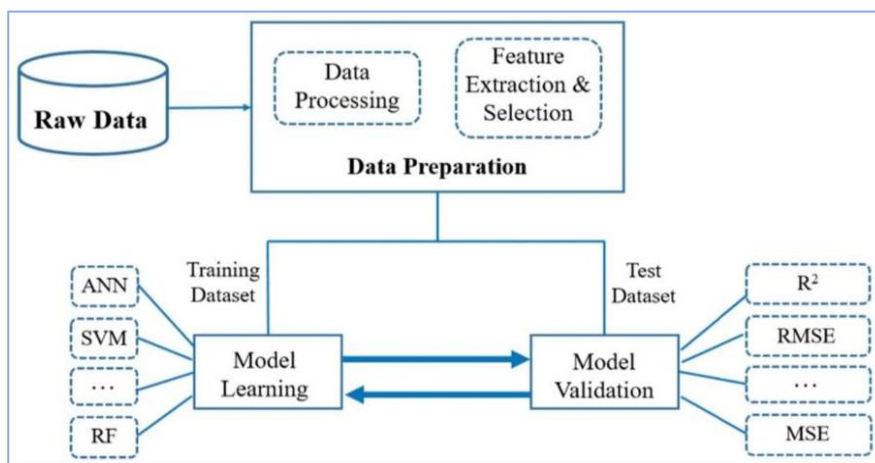 Raw Data
Data
Processing
Feature
Extraction &
Selection
Data Preparation
Training
Dataset
Test
Dataset
ANN
SVM
...
RF
Model
Learning
Model
Validation
R²
RMSE
...
MSE